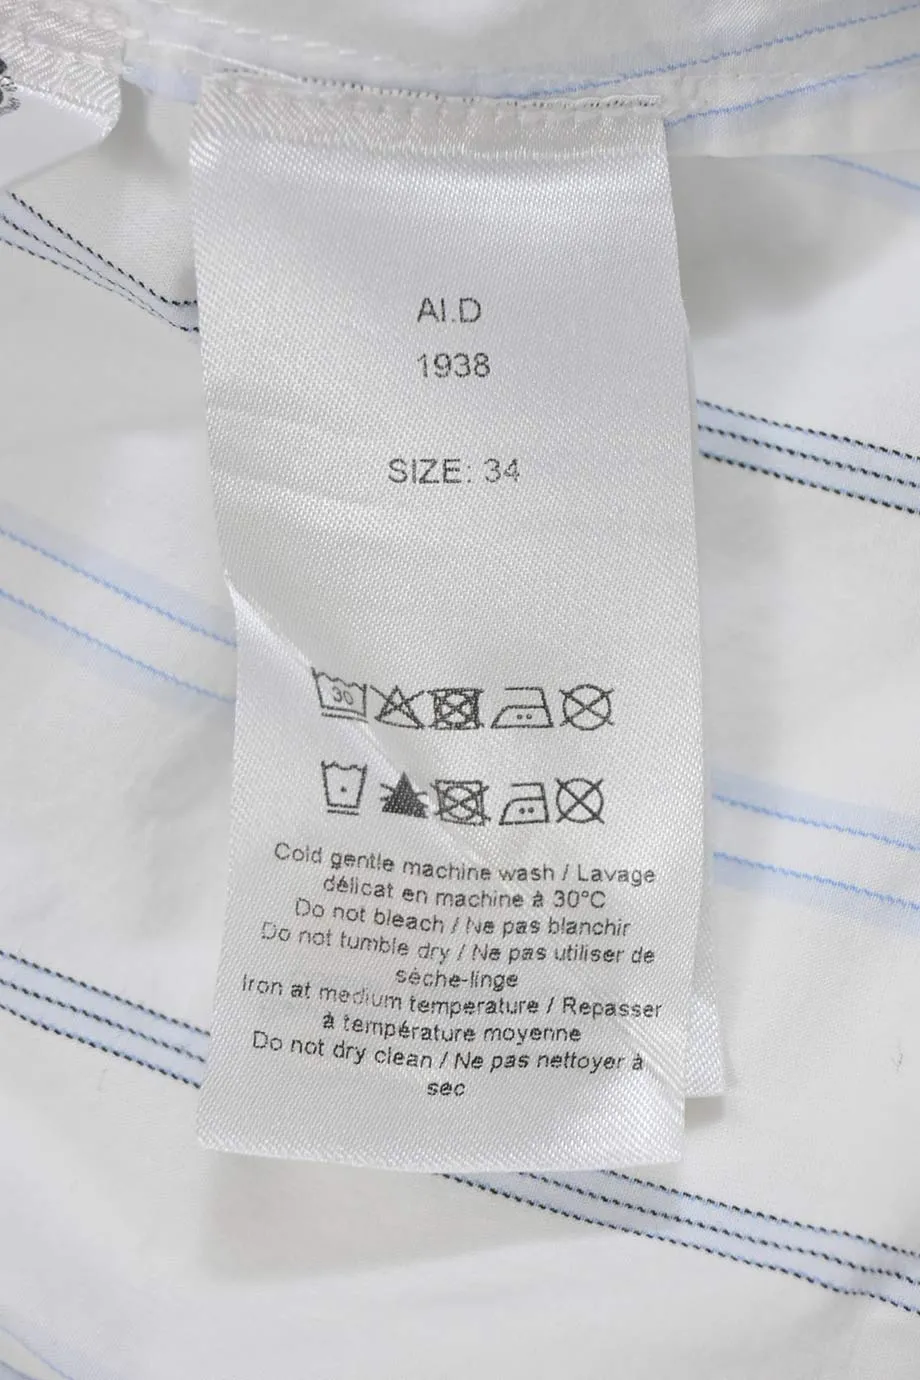 AI.D
1938
SIZE: 34
30
Cold gentle machine wash / Lavage
délicat en machine à 30°C
Do not bleach / Ne pas blanchir
Do not tumble dry / Ne pas utiliser de
sèche-linge
Iron at medium temperature / Repasser
à température moyenne
Do not dry clean / Ne pas nettoyer à
sec